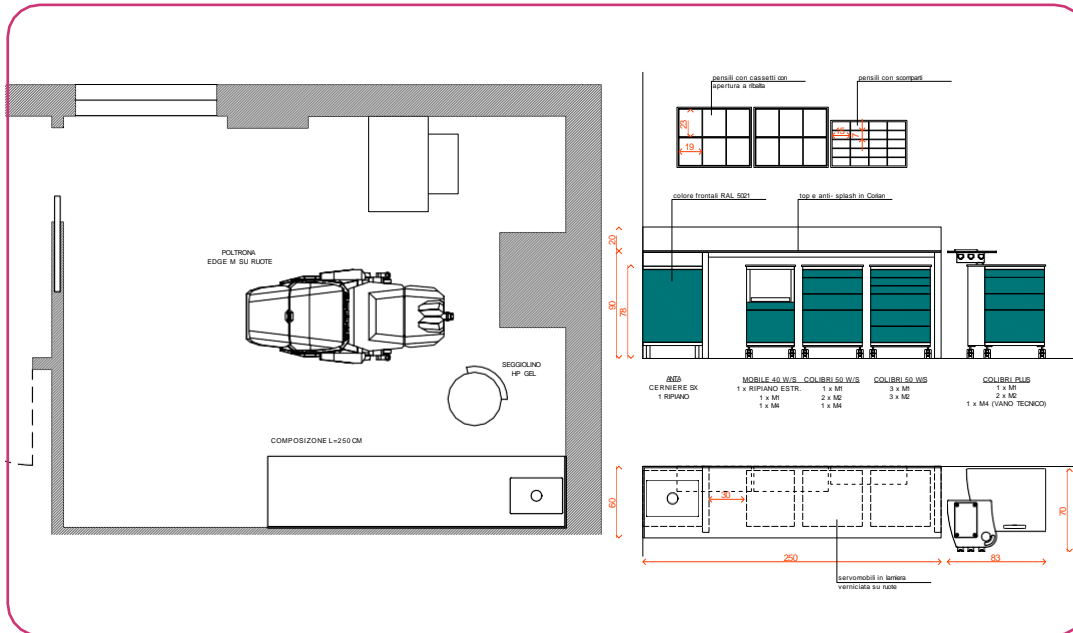 pensili con cassetti con
apertura a ribalta
pensili con scomparti
23
19
15
7
colore frontali RAL 5021
top e anti- splash in Corian
20
90
78
POLTRONA
EDGE M SU RUOTE
SEGGIOLINO
HP GEL
COMPOSIZONE L=250 CM
ANTA
CERNIERE SX
1 RIPIANO
MOBILE 40 W/S
1 x RIPIANO ESTR.
1 x M1
1 x M4
COLIBRI 50 W/S
1 x M1
2 x M2
1 x M4
COLIBRI 50 W/S
3 x M1
3 x M2
COLIBRI PLUS
1 x M1
2 x M2
1 x M4 (VANO TECNICO)
60
30
70
250
83
servomobili in lamiera
verniciata su ruote